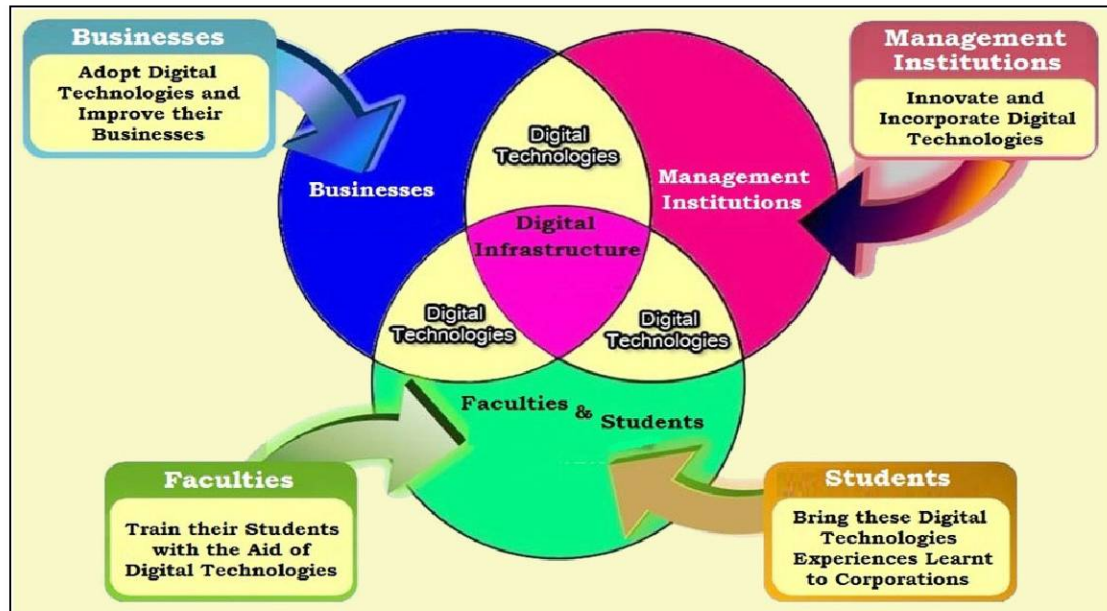 Businesses
Adopt Digital
Technologies and
Improve their
Businesses
Management
Institutions
Innovate and
Incorporate Digital
Technologies
Digital
Technologies
Businesses
Management
Institutions
Digital
Infrastructure
Digital
Technologies
Digital
Technologies
Faculties & Students
Faculties
Train their Students
with the Aid of
Digital Technologies
Students
Bring these Digital
Technologies
Experiences Learnt
to Corporations